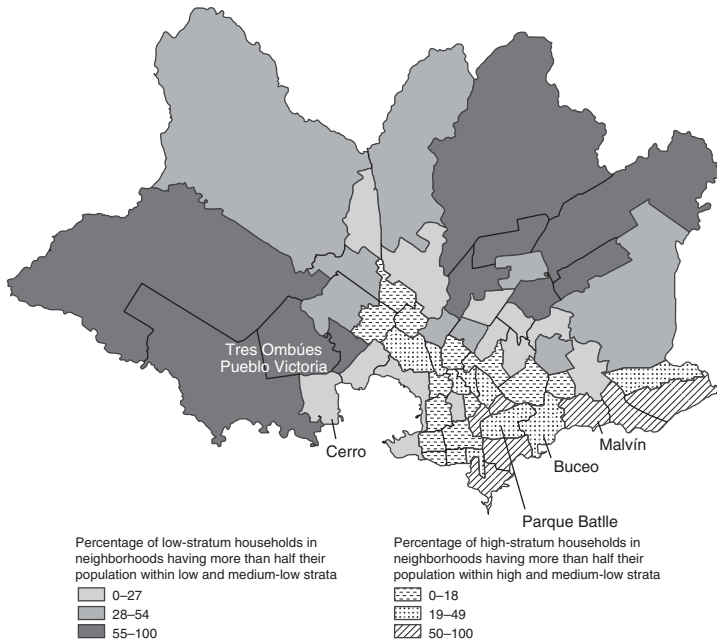 Tres Ombúes
Pueblo Victoria
Cerro
Malvín
Buceo
Parque Batlle
Percentage of low-stratum households in
neighborhoods having more than half their
population within low and medium-low strata
0–27
28–54
55–100
Percentage of high-stratum households in
neighborhoods having more than half their
population within high and medium-low strata
0–18
19–49
50–100